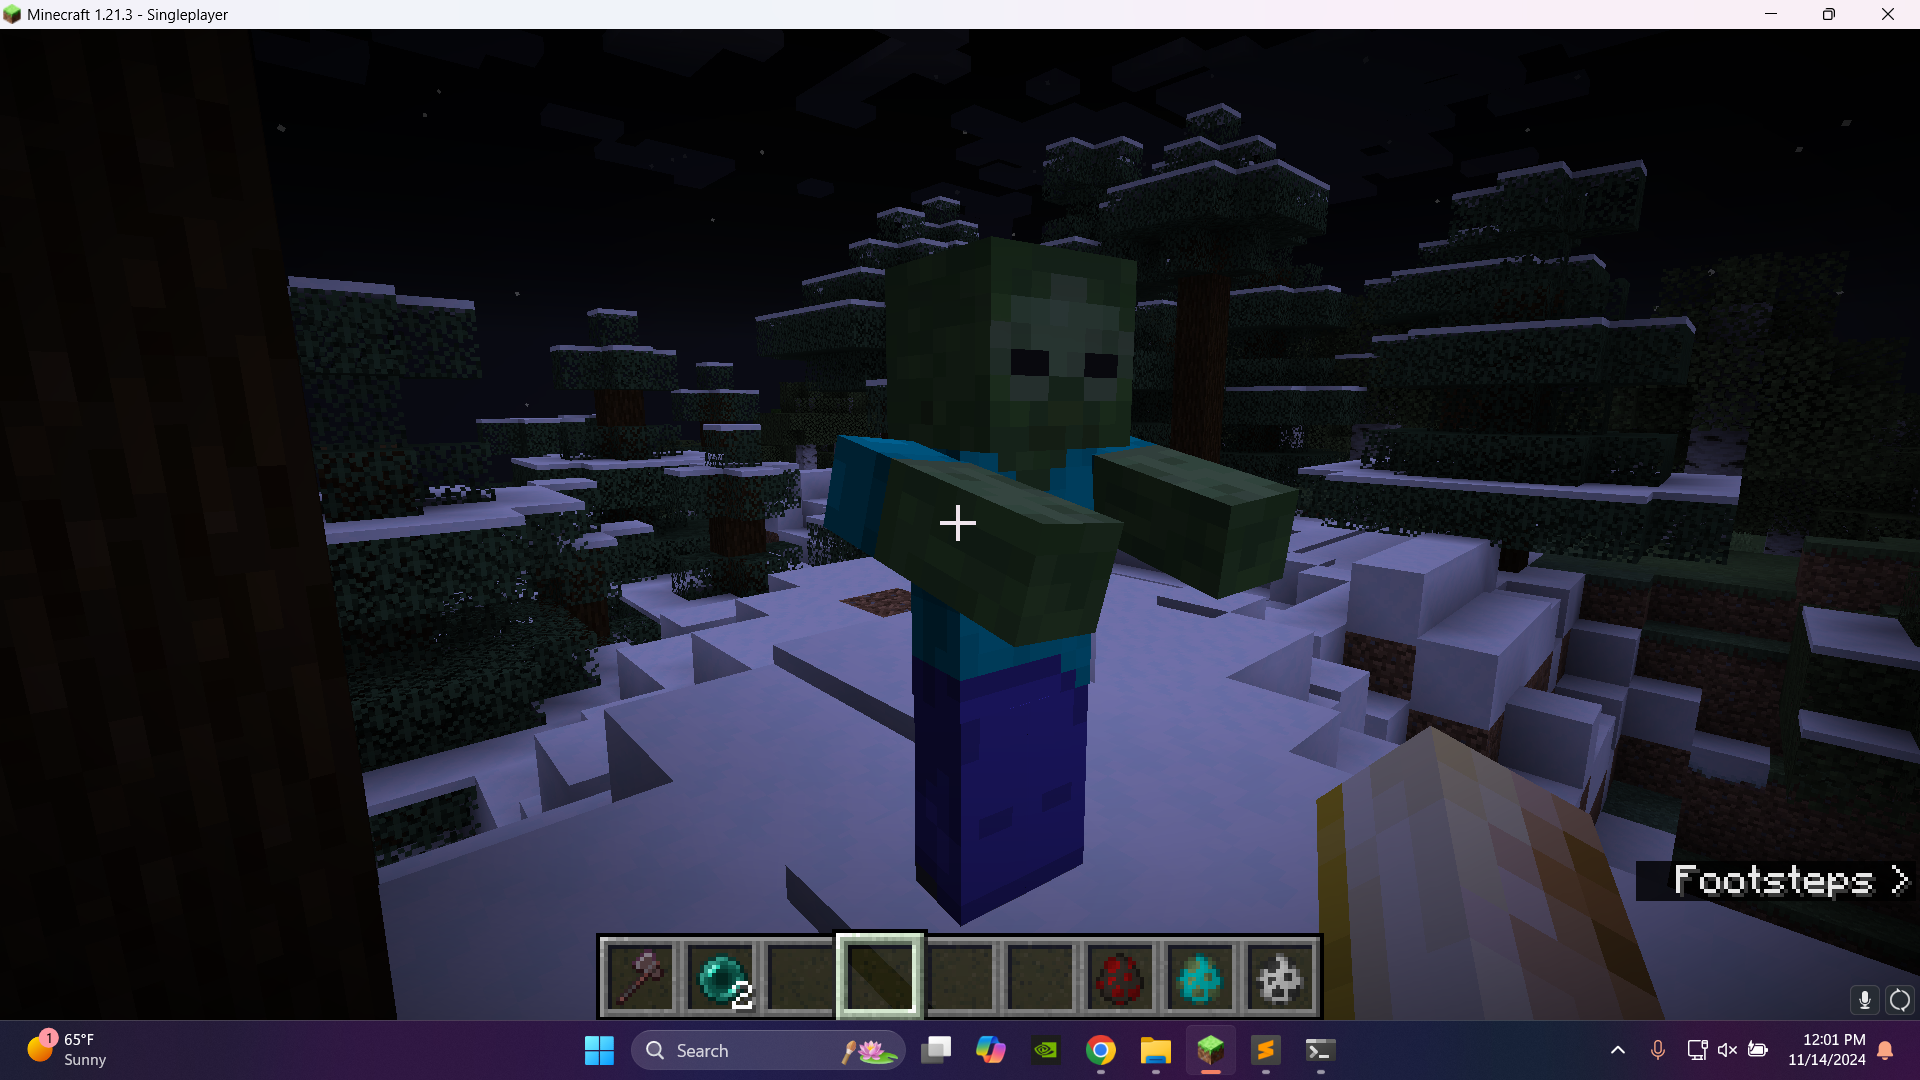 Minecraft 1.21.3 - Singleplayer
Footsteps >
2
1
65°F
Sunny
Search
12:01 PM
11/14/2024